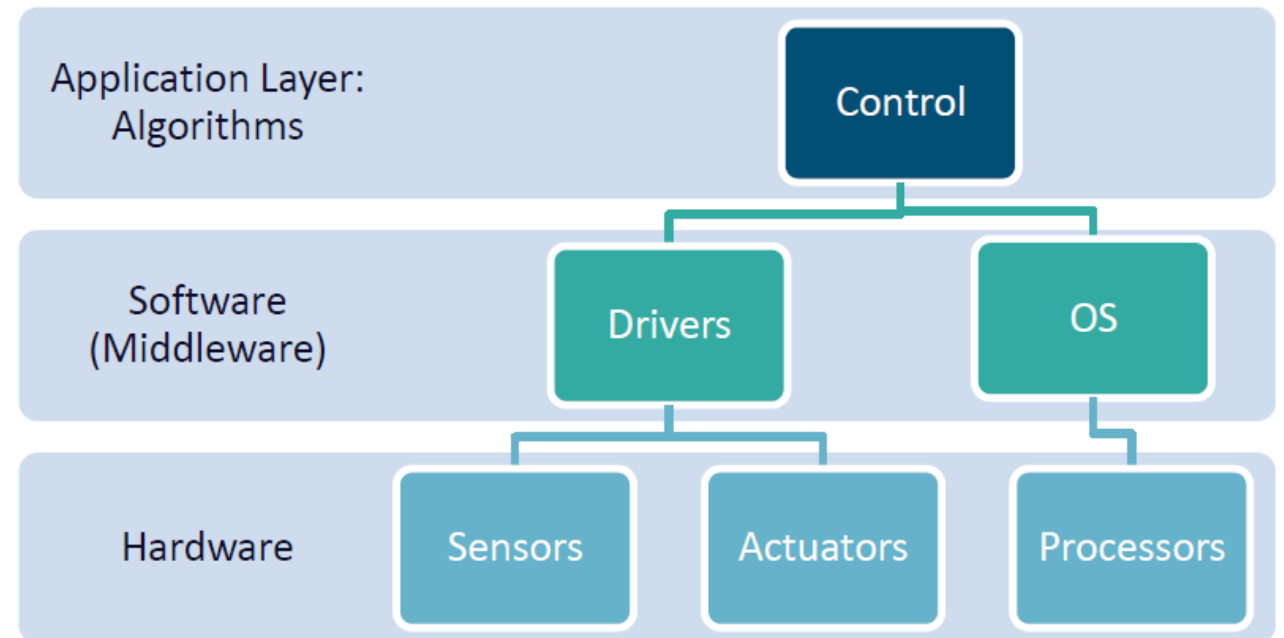 Application Layer:
Algorithms
Control
Software
(Middleware)
Drivers
OS
Hardware
Sensors
Actuators
Processors